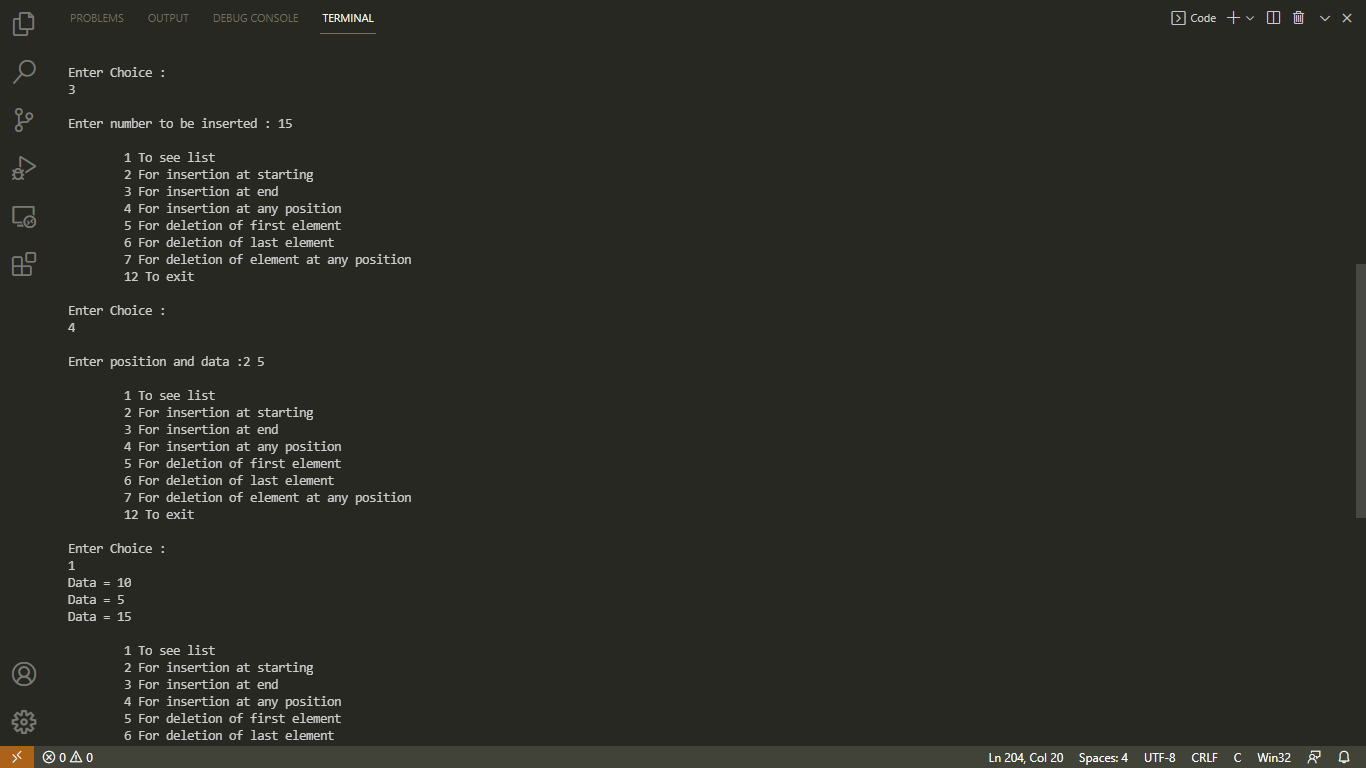 PROBLEMS OUTPUT DEBUG CONSOLE TERMINAL Code
Enter Choice :
3
Enter number to be inserted : 15
1 To see list
2 For insertion at starting
3 For insertion at end
4 For insertion at any position
5 For deletion of first element
6 For deletion of last element
7 For deletion of element at any position
12 To exit
Enter Choice :
4
Enter position and data :2 5
1 To see list
2 For insertion at starting
3 For insertion at end
4 For insertion at any position
5 For deletion of first element
6 For deletion of last element
7 For deletion of element at any position
12 To exit
Enter Choice :
1
Data = 10
Data = 5
Data = 15
1 To see list
2 For insertion at starting
3 For insertion at end
4 For insertion at any position
5 For deletion of first element
6 For deletion of last element
0 0 Ln 204, Col 20 Spaces: 4 UTF-8 CRLF C Win32